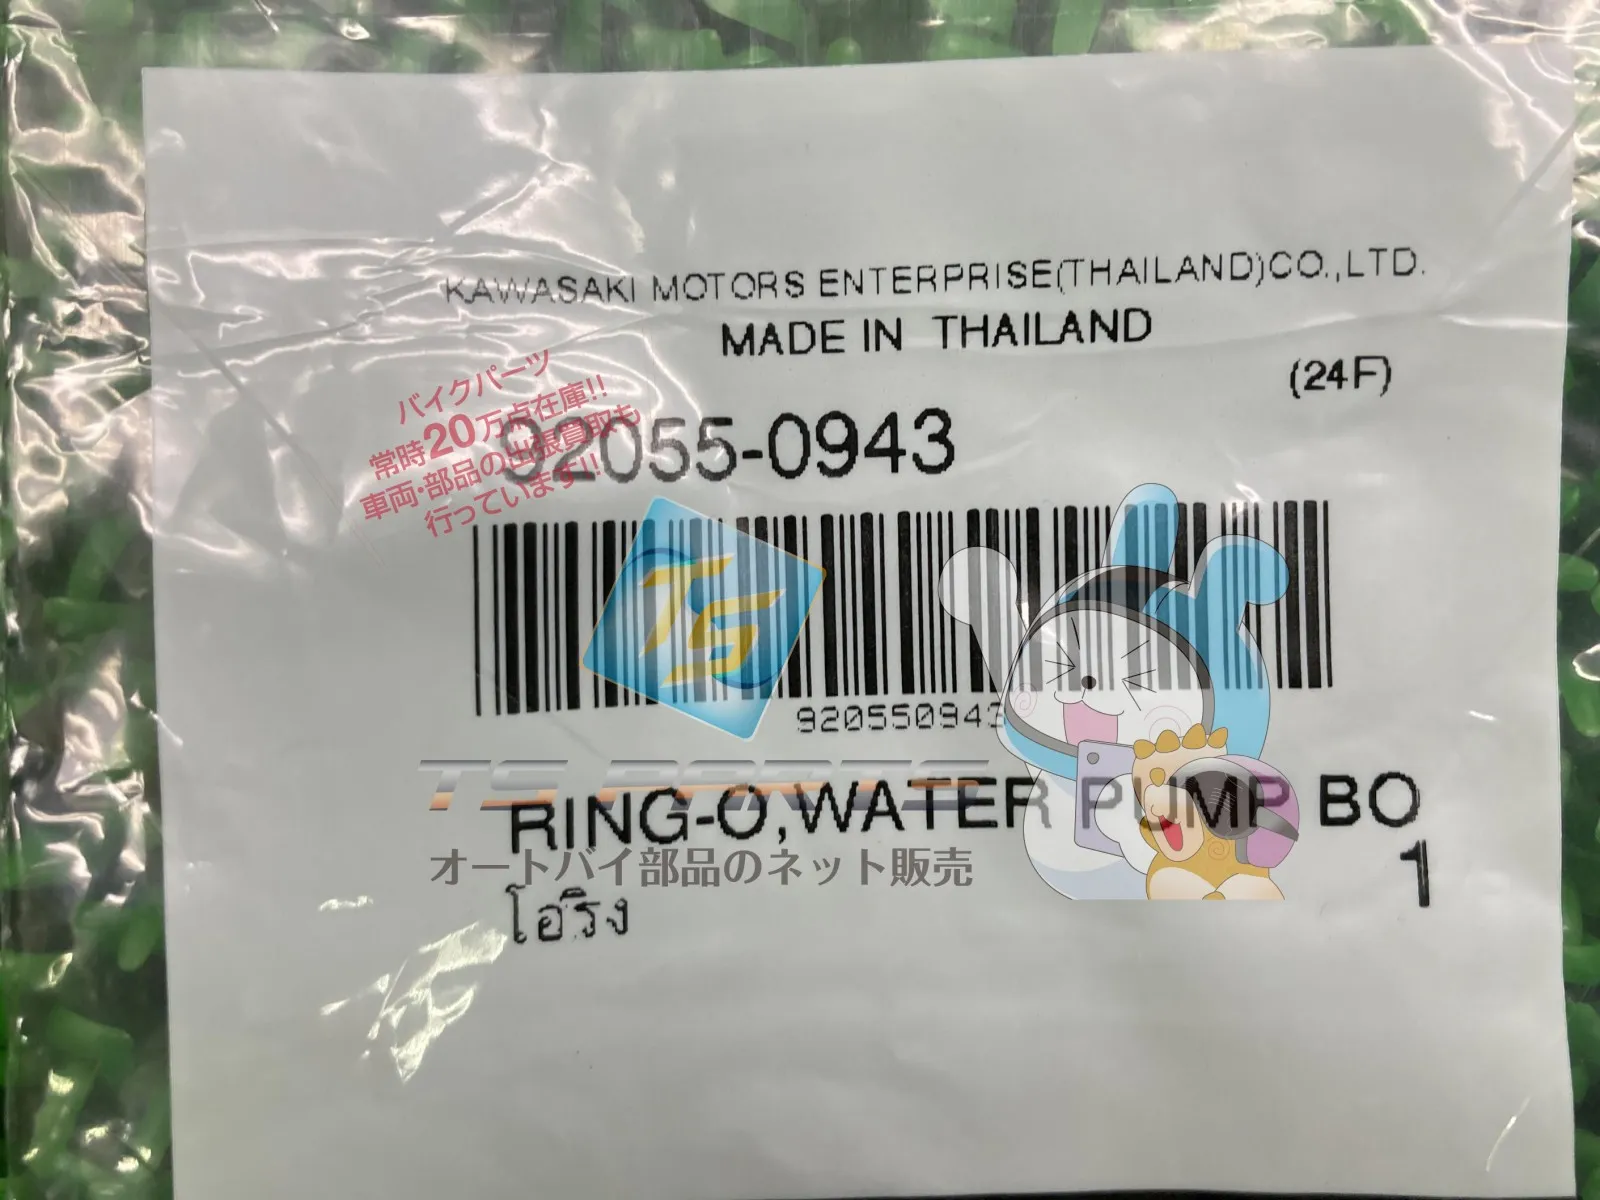 KAWASAKI MOTORS ENTERPRISE(THAILAND)CO.,LTD.
MADE IN THAILAND
(24F)
バイクパーツ
常時20万点在庫!!
車両・部品の出張買取も
行っています!!
92055-0943
TS
920550943
TS PARTS
RING-O,WATER PUMP BO
オートバイ部品のネット販売
1
โอริง